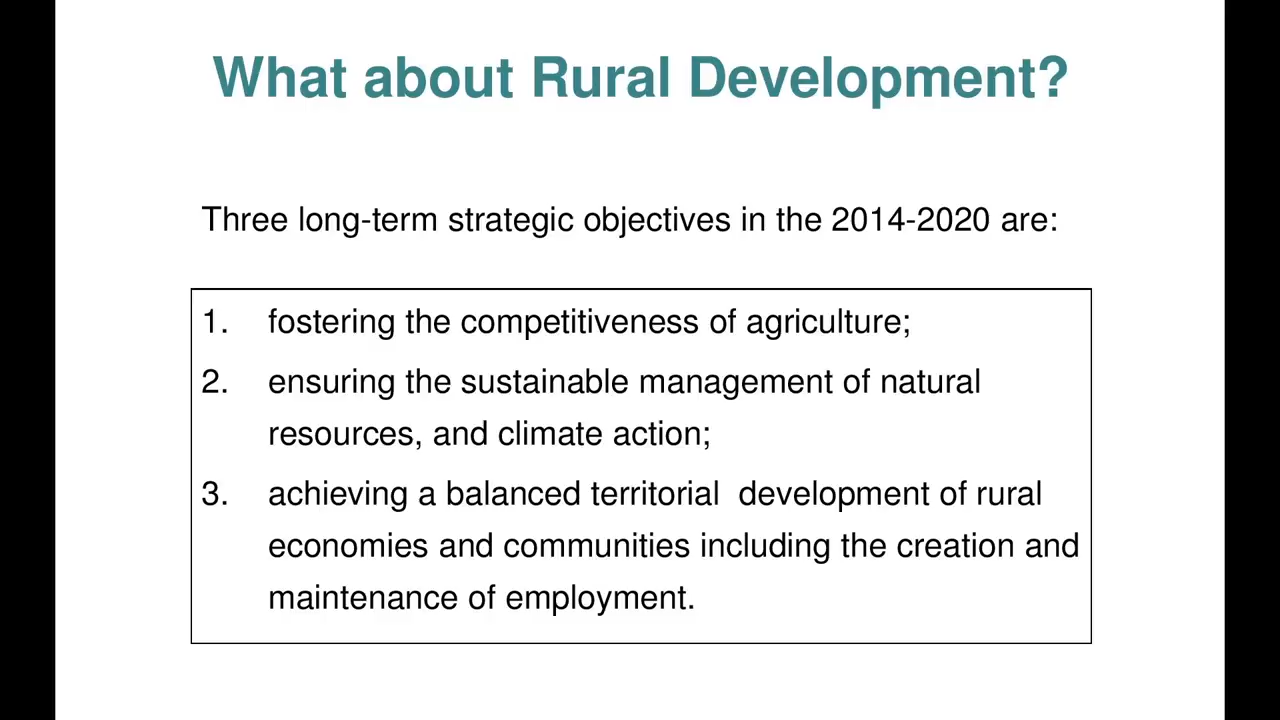 What about Rural Development?
Three long-term strategic objectives in the 2014-2020 are:
1. fostering the competitiveness of agriculture;
2. ensuring the sustainable management of natural
resources, and climate action;
3. achieving a balanced territorial  development of rural
economies and communities including the creation and
maintenance of employment.